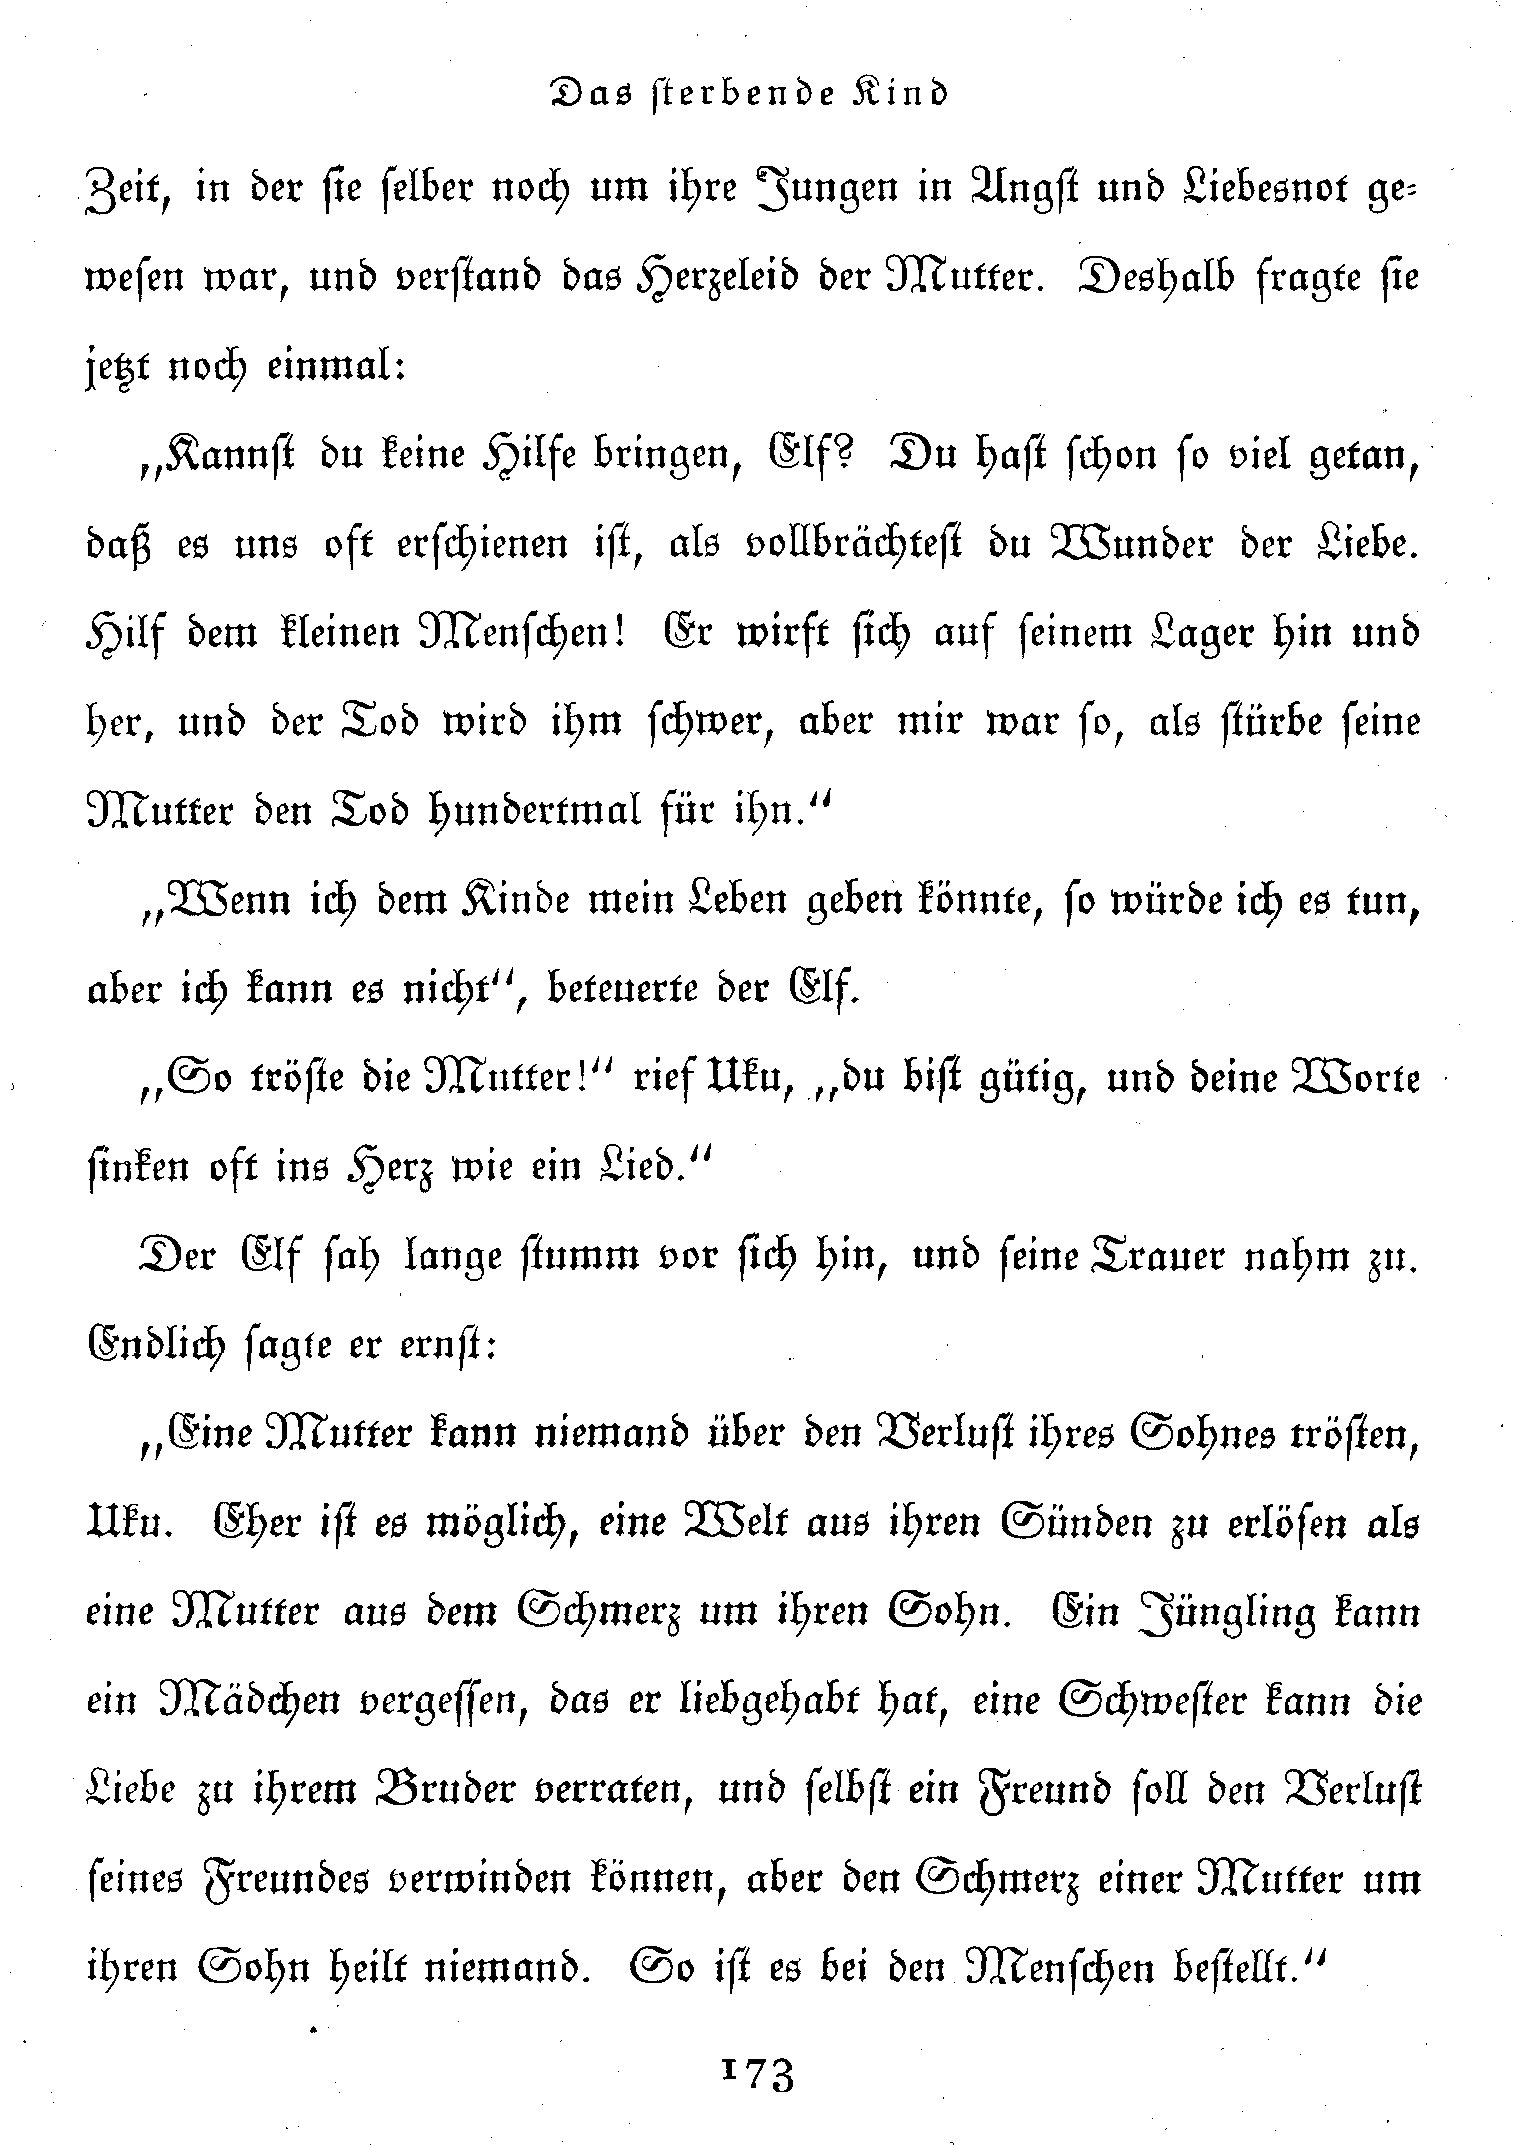 Das sterbende Kind
Zeit, in der sie selber noch um ihre Jungen in Angst und Liebesnot ge-
wesen war, und verstand das Herzeleid der Mutter. Deshalb fragte sie
jetzt noch einmal:
„Kannst du keine Hilfe bringen, Elf? Du hast schon so viel getan,
daß es uns oft erschienen ist, als vollbrächtest du Wunder der Liebe.
Hilf dem kleinen Menschen! Er wirft sich auf seinem Lager hin und
her, und der Tod wird ihm schwer, aber mir war so, als stürbe seine
Mutter den Tod hundertmal für ihn.“
„Wenn ich dem Kinde mein Leben geben könnte, so würde ich es tun,
aber ich kann es nicht“, beteuerte der Elf.
„So tröste die Mutter!“ rief Uku, „du bist gütig, und deine Worte
sinken oft ins Herz wie ein Lied.“
Der Elf sah lange stumm vor sich hin, und seine Trauer nahm zu.
Endlich sagte er ernst:
„Eine Mutter kann niemand über den Verlust ihres Sohnes trösten,
Uku. Eher ist es möglich, eine Welt aus ihren Sünden zu erlösen als
eine Mutter aus dem Schmerz um ihren Sohn. Ein Jüngling kann
ein Mädchen vergessen, das er liebgehabt hat, eine Schwester kann die
Liebe zu ihrem Bruder verraten, und selbst ein Freund soll den Verlust
seines Freundes verwinden können, aber den Schmerz einer Mutter um
ihren Sohn heilt niemand. So ist es bei den Menschen bestellt.“
173